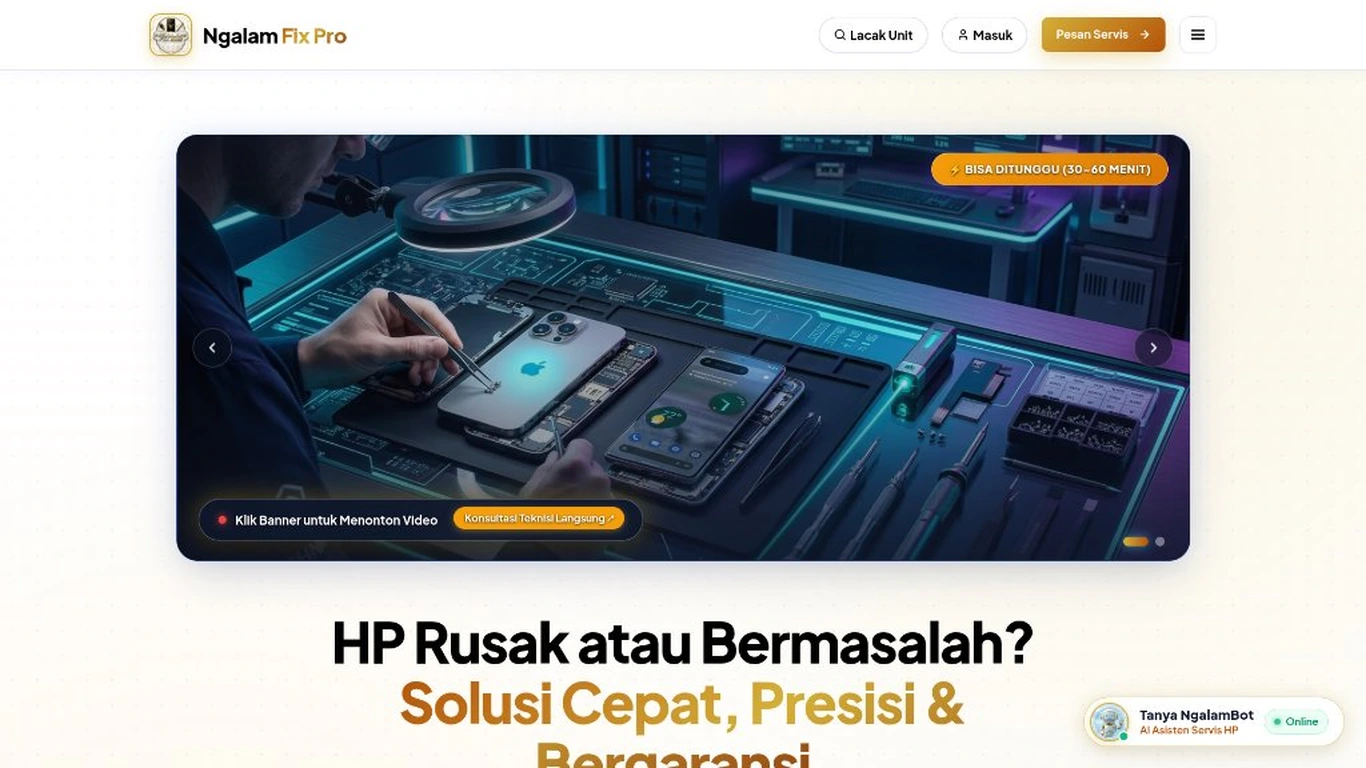 Ngalam Fix Pro
Lacak Unit
Masuk
Pesan Servis →
⚡ BISA DITUNGGU (30-60 MENIT)
Klik Banner untuk Menonton Video
Konsultasi Teknisi Langsung ↗
HP Rusak atau Bermasalah?
Solusi Cepat, Presisi &
Bergaransi
Tanya NgalamBot
AI Asisten Servis HP
Online